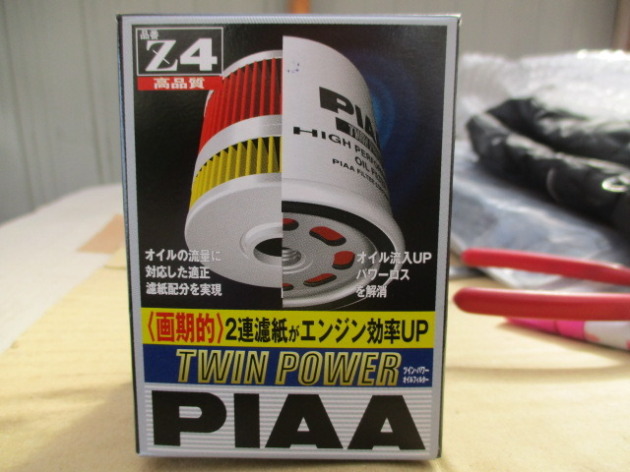 品番
Z4
高品質
PIAA
TWIN
HIGH PERFO
OIL FI
PIAA FILTER
オイルの流量に
対応した適正
濾紙配分を実現
オイル流入UP
パワーロス
を解消
〈画期的〉2連濾紙がエンジン効率UP
TWIN POWER
ツイン・パワー
オイルフィルター
PIAA